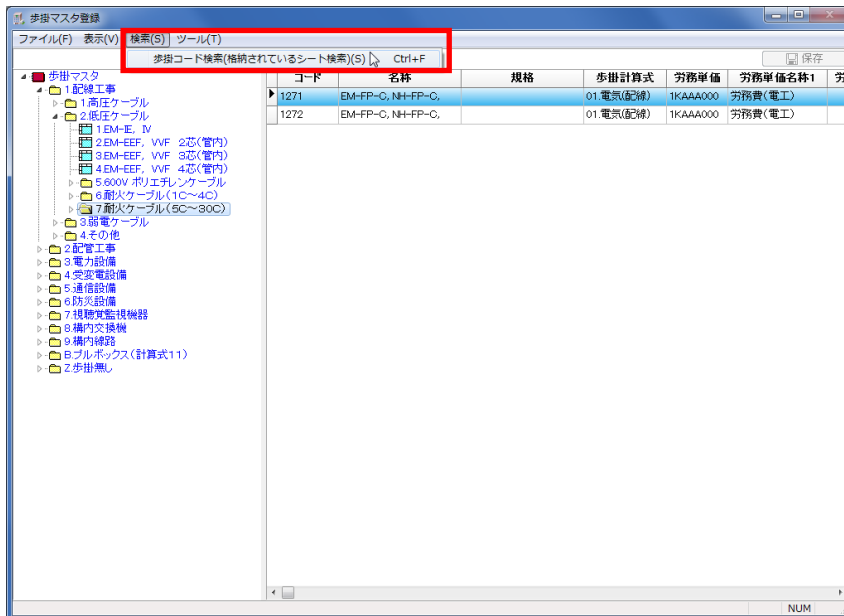 歩掛マスタ登録
ファイル(F) 表示(V) 検索(S) ツール(T)
歩掛コード検索(格納されているシート検索)(S) Ctrl+F
保存
歩掛マスタ
1.配線工事
1.高圧ケーブル
2.低圧ケーブル
1.EM-IE, IV
2.EM-EEF, VVF 2芯(管内)
3.EM-EEF, VVF 3芯(管内)
4.EM-EEF, VVF 4芯(管内)
5.600V ポリエチレンケーブル
6.耐火ケーブル(1C~4C)
7.耐火ケーブル(5C~30C)
3.弱電ケーブル
4.その他
2.配管工事
3.電力設備
4.受変電設備
5.通信設備
6.防災設備
7.視聴覚監視機器
8.構内交換機
9.構内線路
B.プルボックス(計算式11)
Z.歩掛無し
コード 名称 規格 歩掛計算式 労務単価 労務単価名称1 労
1271 EM-FP-C, NH-FP-C, 01.電気(配線) 1KAAA000 労務費(電工)
1272 EM-FP-C, NH-FP-C, 01.電気(配線) 1KAAA000 労務費(電工)
NUM